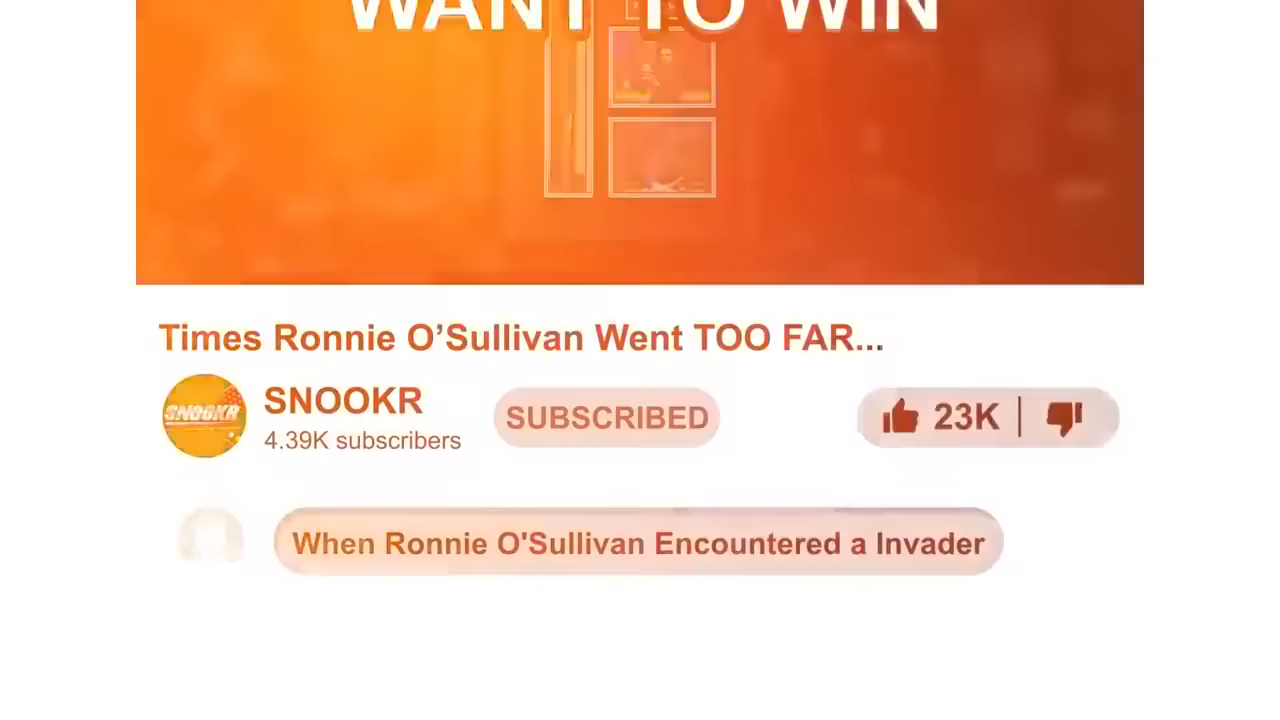 WANT TO WIN
Times Ronnie O’Sullivan Went TOO FAR...
SNOOKR
SNOOKR
4.39K subscribers
SUBSCRIBED
23K
When Ronnie O'Sullivan Encountered a Invader